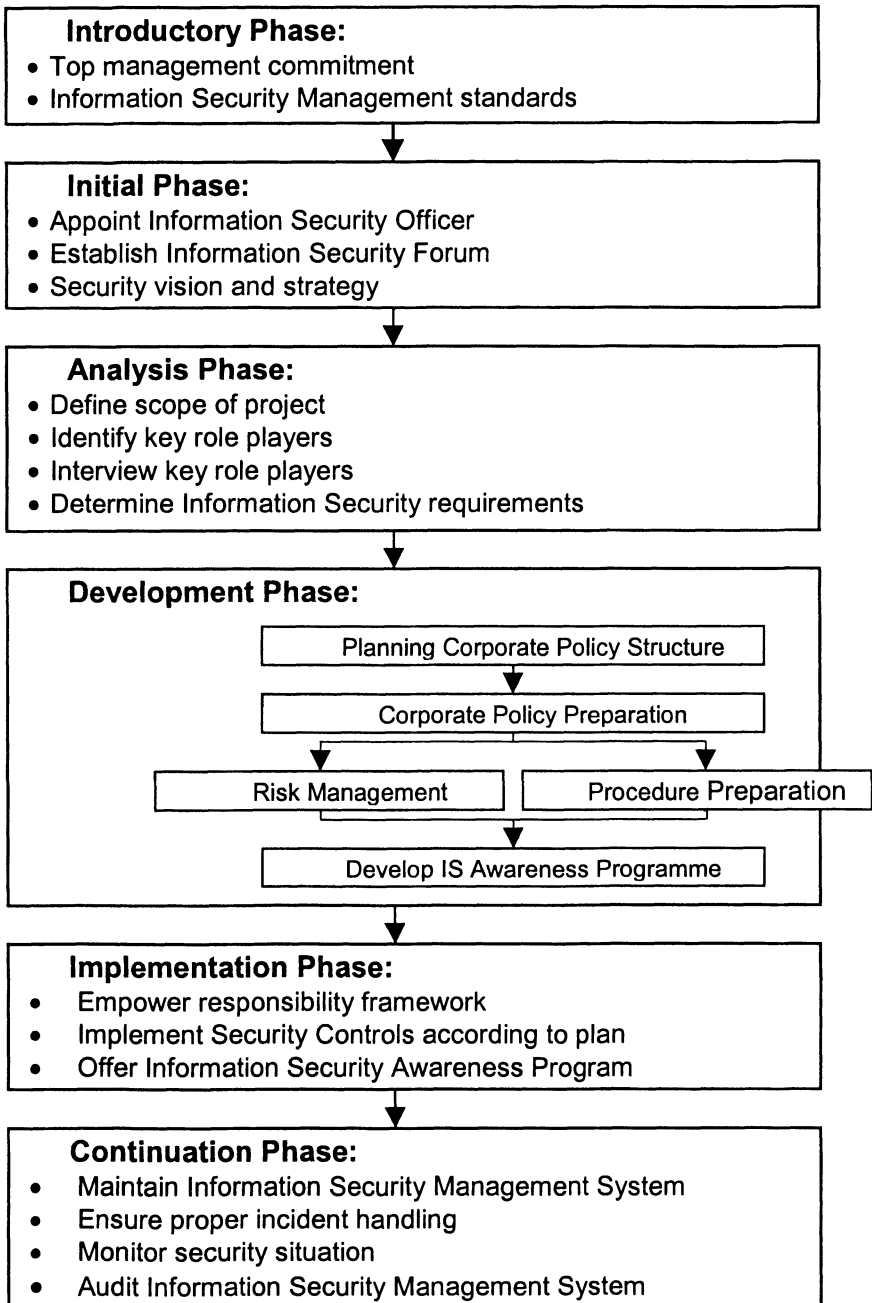 Introductory Phase:
• Top management commitment
• Information Security Management standards
Initial Phase:
• Appoint Information Security Officer
• Establish Information Security Forum
• Security vision and strategy
Analysis Phase:
• Define scope of project
• Identify key role players
• Interview key role players
• Determine Information Security requirements
Development Phase:
Planning Corporate Policy Structure
Corporate Policy Preparation
Risk Management
Procedure Preparation
Develop IS Awareness Programme
Implementation Phase:
• Empower responsibility framework
• Implement Security Controls according to plan
• Offer Information Security Awareness Program
Continuation Phase:
• Maintain Information Security Management System
• Ensure proper incident handling
• Monitor security situation
• Audit Information Security Management System